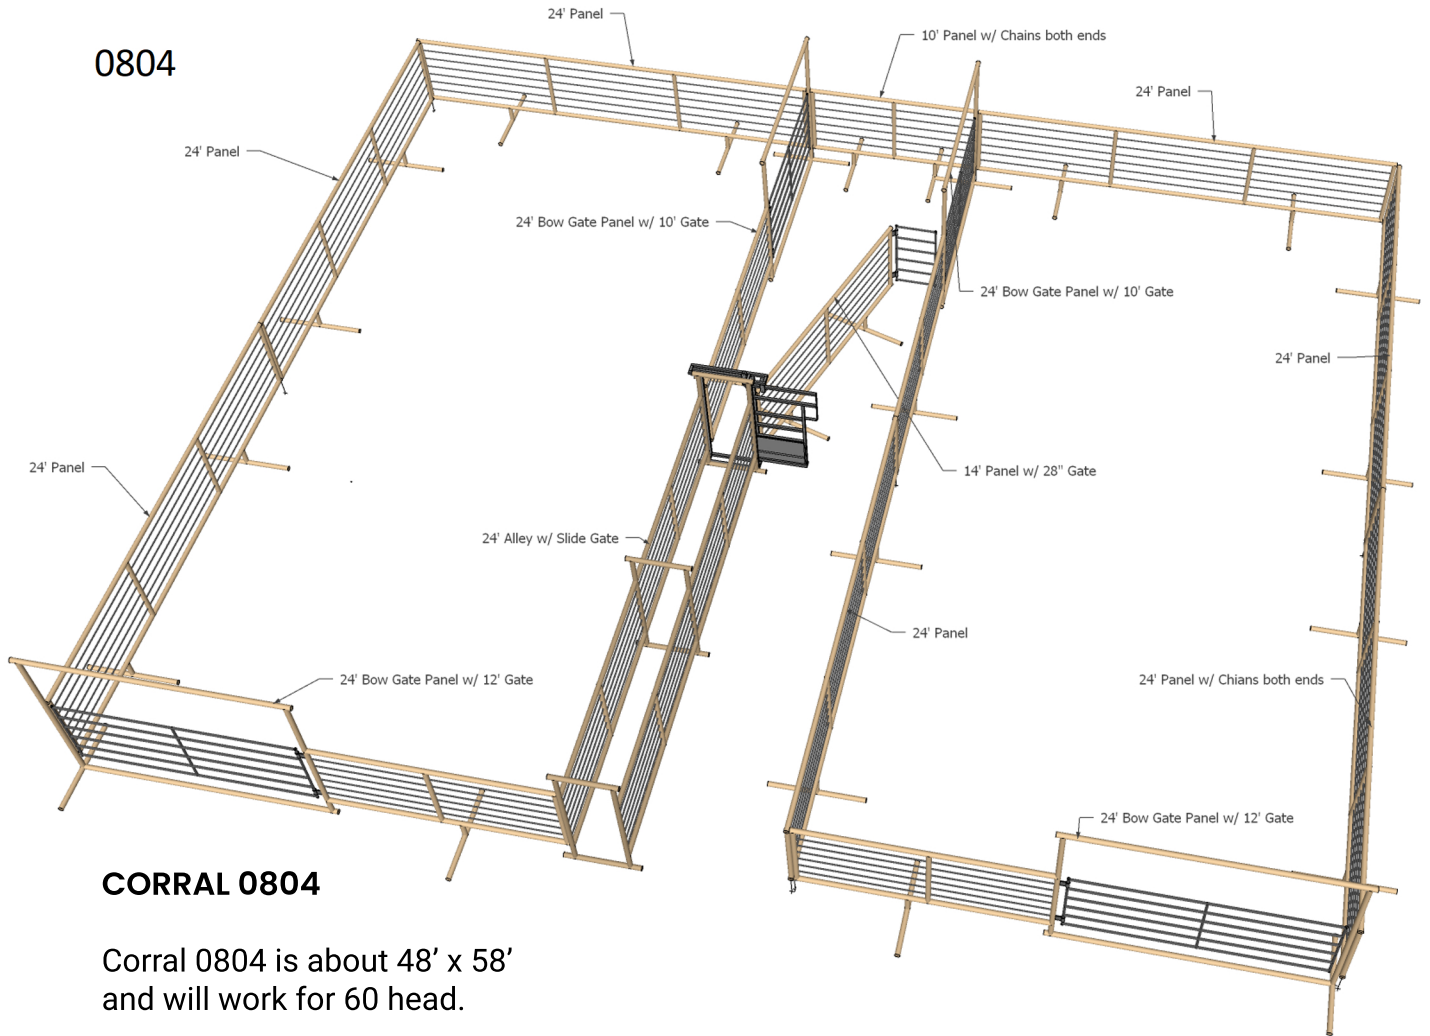 24' Panel
10' Panel w/ Chains both ends
0804
24' Panel
24' Panel
24' Bow Gate Panel w/ 10' Gate
24' Bow Gate Panel w/ 10' Gate
24' Panel
24' Panel
14' Panel w/ 28" Gate
24' Alley w/ Slide Gate
24' Panel
24' Bow Gate Panel w/ 12' Gate
24' Panel w/ Chians both ends
24' Bow Gate Panel w/ 12' Gate
CORRAL 0804
Corral 0804 is about 48’ x 58’
and will work for 60 head.